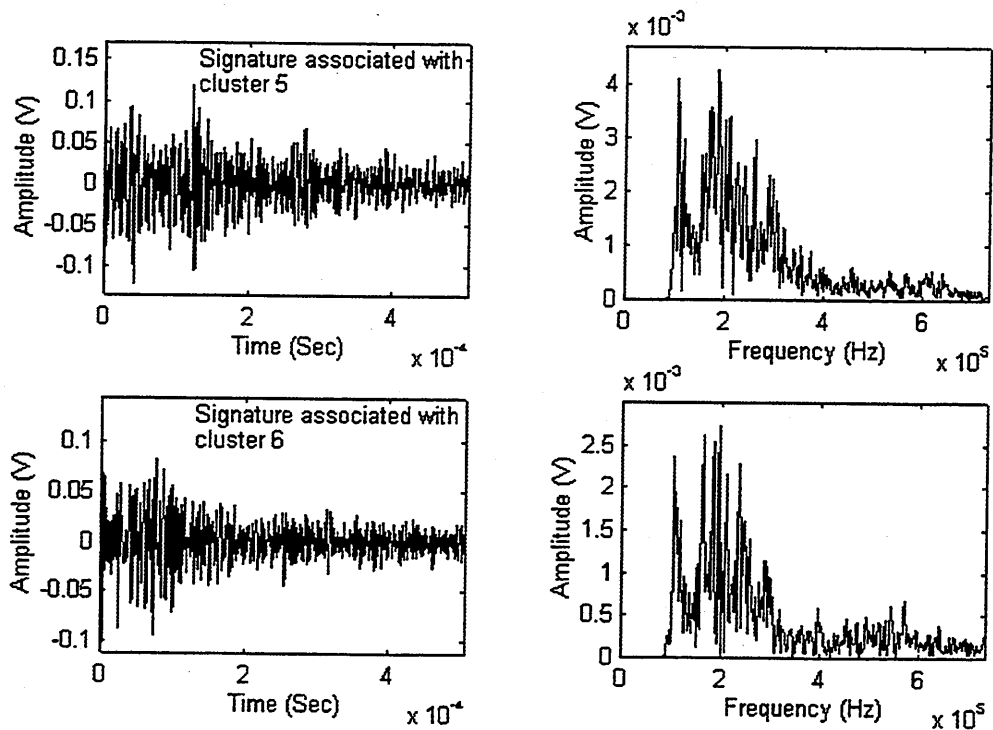 0.15
0.1
0.05
0
-0.05
-0.1
Amplitude (V)
Signature associated with
cluster 5
0 2 4
Time (Sec)
x 10⁻⁴
x 10⁻³
4
3
2
1
0
Amplitude (V)
0 2 4 6
Frequency (Hz)
x 10⁵
0.1
0.05
0
-0.05
-0.1
Amplitude (V)
Signature associated with
cluster 6
0 2 4
Time (Sec)
x 10⁻⁴
x 10⁻³
2.5
2
1.5
1
0.5
0
Amplitude (V)
0 2 4 6
Frequency (Hz)
x 10⁵